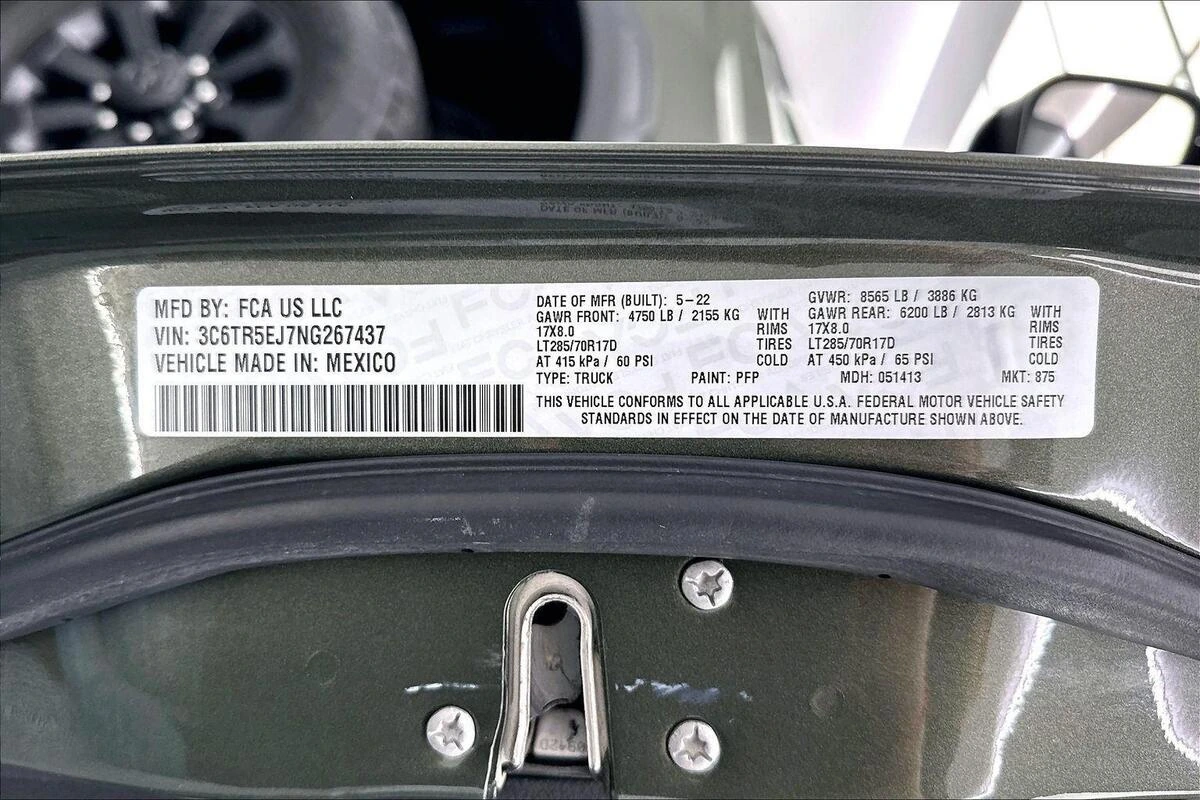 MFD BY: FCA US LLC
VIN: 3C6TR5EJ7NG267437
VEHICLE MADE IN: MEXICO
DATE OF MFR (BUILT): 5-22
GAWR FRONT: 4750 LB / 2155 KG WITH
17X8.0 RIMS
LT285/70R17D TIRES
AT 415 kPa / 60 PSI COLD
GVWR: 8565 LB / 3886 KG
GAWR REAR: 6200 LB / 2813 KG WITH
17X8.0 RIMS
LT285/70R17D TIRES
AT 450 kPa / 65 PSI COLD
TYPE: TRUCK PAINT: PFP MDH: 051413 MKT: 875
THIS VEHICLE CONFORMS TO ALL APPLICABLE U.S.A. FEDERAL MOTOR VEHICLE SAFETY
STANDARDS IN EFFECT ON THE DATE OF MANUFACTURE SHOWN ABOVE.